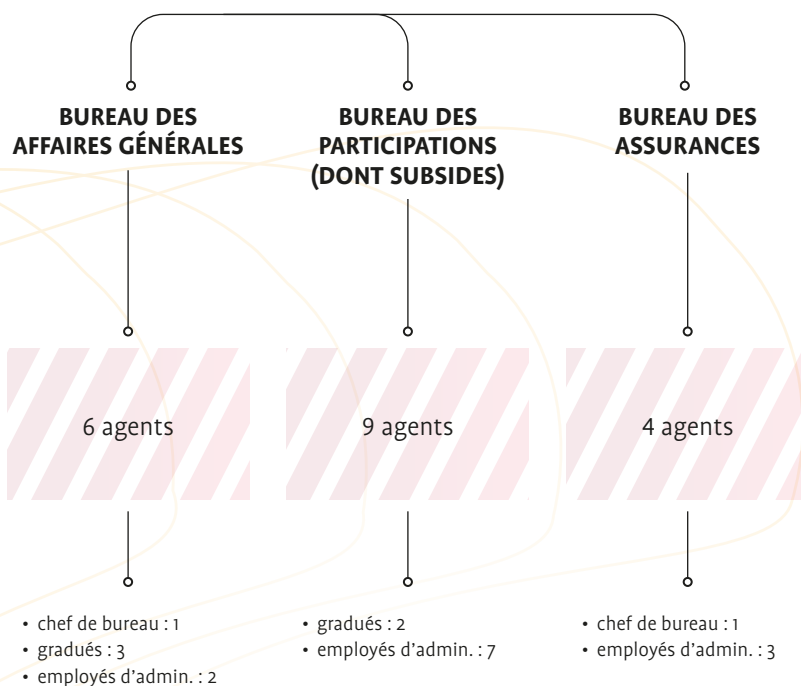 BUREAU DES
AFFAIRES GÉNÉRALES
BUREAU DES
PARTICIPATIONS
(DONT SUBSIDES)
BUREAU DES
ASSURANCES
6 agents
9 agents
4 agents
• chef de bureau : 1
• gradués : 3
• employés d’admin. : 2
• gradués : 2
• employés d’admin. : 7
• chef de bureau : 1
• employés d’admin. : 3